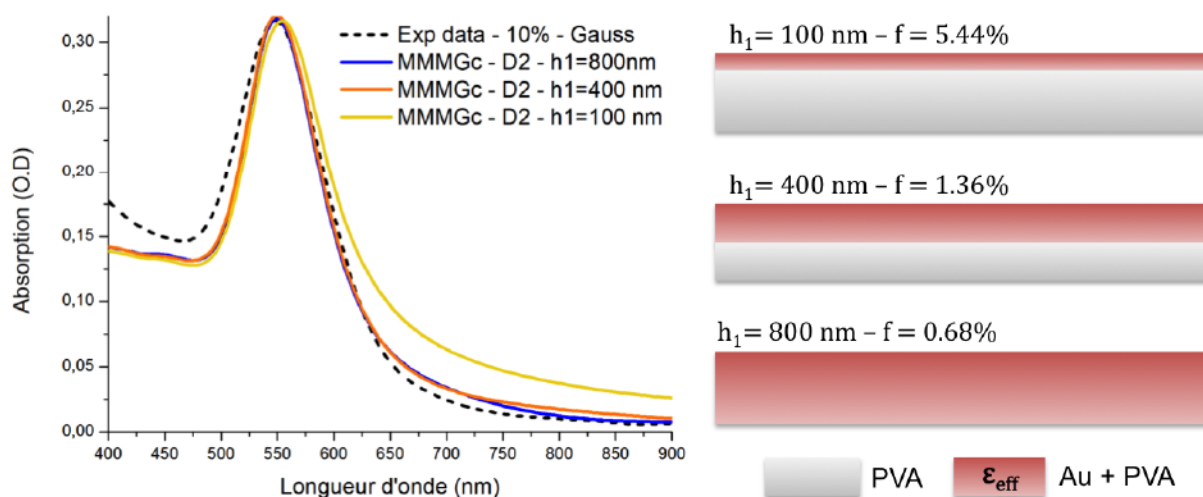 0,30
0,25
0,20
0,15
0,10
0,05
0,00
Absorption (O.D)
400 450 500 550 600 650 700 750 800 850 900
Longueur d'onde (nm)
Exp data - 10% - Gauss
MMMGc - D2 - h1=800nm
MMMGc - D2 - h1=400 nm
MMMGc - D2 - h1=100 nm
h₁= 100 nm – f = 5.44%
h₁= 400 nm – f = 1.36%
h₁= 800 nm – f = 0.68%
PVA
ε_eff Au + PVA